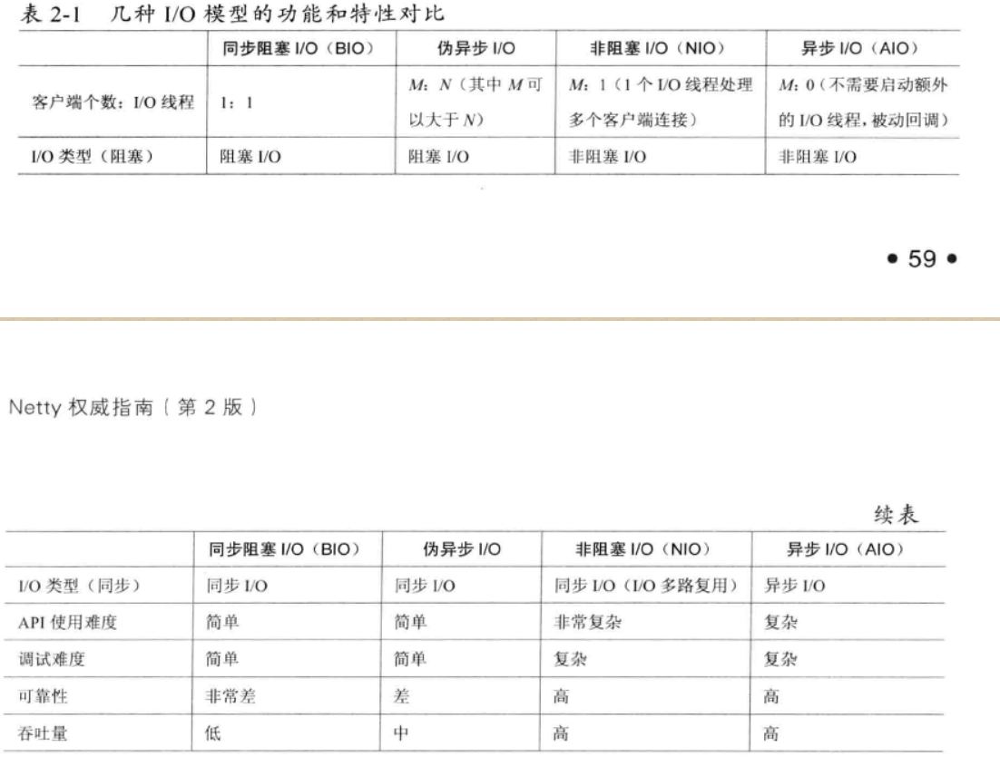 表 2-1 几种 I/O 模型的功能和特性对比
同步阻塞 I/O（BIO） 伪异步 I/O 非阻塞 I/O（NIO） 异步 I/O（AIO）
客户端个数：I/O 线程 1：1 M：N（其中 M 可以大于 N） M：1（1 个 I/O 线程处理多个客户端连接） M：0（不需要启动额外的 I/O 线程，被动回调）
I/O 类型（阻塞） 阻塞 I/O 阻塞 I/O 非阻塞 I/O 非阻塞 I/O
• 59 •
Netty 权威指南（第 2 版）
续表
同步阻塞 I/O（BIO） 伪异步 I/O 非阻塞 I/O（NIO） 异步 I/O（AIO）
I/O 类型（同步） 同步 I/O 同步 I/O 同步 I/O（I/O 多路复用） 异步 I/O
API 使用难度 简单 简单 非常复杂 复杂
调试难度 简单 简单 复杂 复杂
可靠性 非常差 差 高 高
吞吐量 低 中 高 高